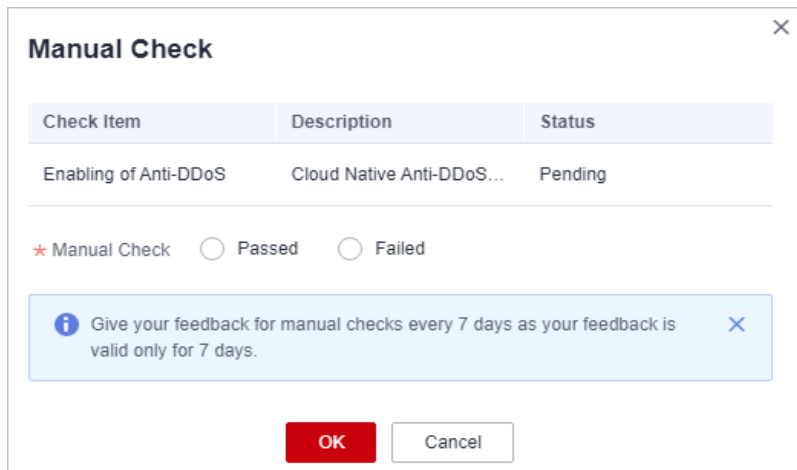 Manual Check
Check Item Description Status
Enabling of Anti-DDoS Cloud Native Anti-DDoS... Pending
* Manual Check Passed Failed
Give your feedback for manual checks every 7 days as your feedback is
valid only for 7 days.
OK Cancel